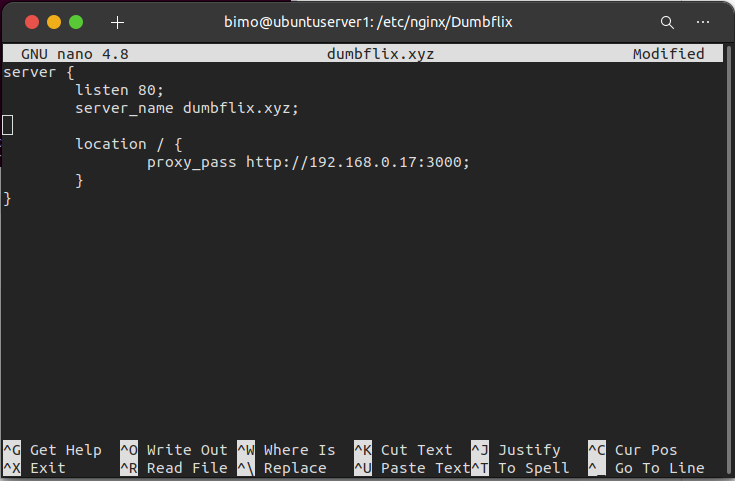 bimo@ubuntuserver1: /etc/nginx/Dumbflix
GNU nano 4.8 dumbflix.xyz Modified
server {
        listen 80;
        server_name dumbflix.xyz;

        location / {
                proxy_pass http://192.168.0.17:3000;
        }
}
^G Get Help ^O Write Out ^W Where Is ^K Cut Text ^J Justify ^C Cur Pos
^X Exit ^R Read File ^\ Replace ^U Paste Text ^T To Spell ^_ Go To Line